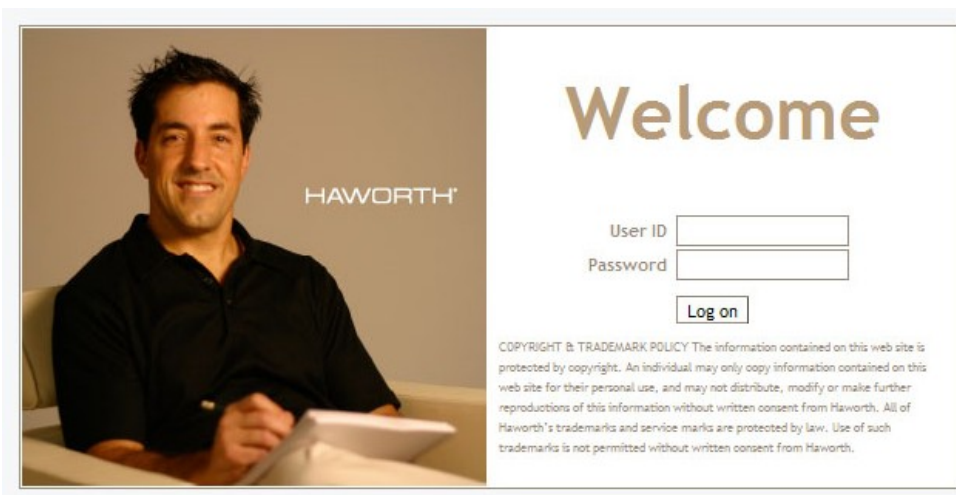 Welcome
HAWORTH®
User ID
Password
Log on
COPYRIGHT & TRADEMARK POLICY The information contained on this web site is
protected by copyright. An individual may only copy information contained on this
web site for their personal use, and may not distribute, modify or make further
reproductions of this information without written consent from Haworth. All of
Haworth's trademarks and service marks are protected by law. Use of such
trademarks is not permitted without written consent from Haworth.